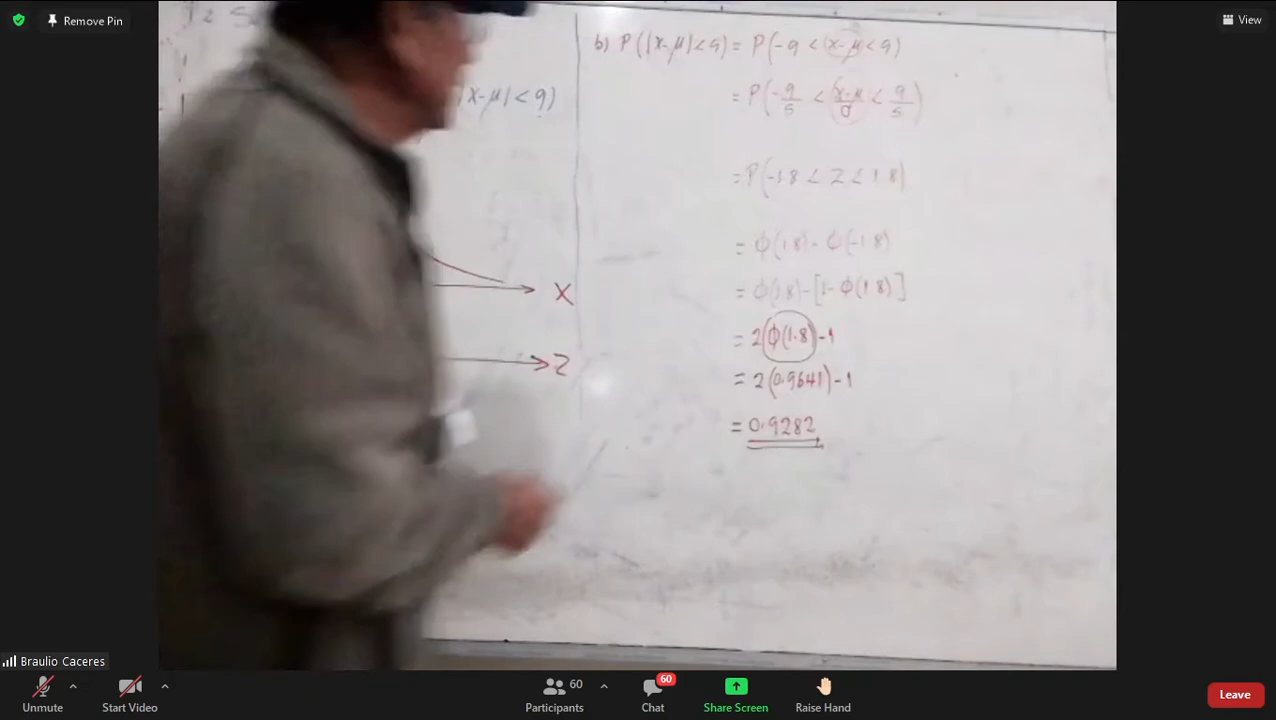 Remove Pin
View
b) P(|x-μ|<9) = P(-9 < x-μ < 9)
|x-μ| < 9)
= P(-9/5 < x-μ/σ < 9/5)
= P(-1.8 < Z < 1.8)
= φ(1.8) - φ(-1.8)
X
= φ(1.8) - [1 - φ(1.8)]
= 2(φ(1.8)) - 1
Z
= 2(0.9641) - 1
= 0.9282
Braulio Caceres
60
60
Unmute
Start Video
Participants
Chat
Share Screen
Raise Hand
Leave